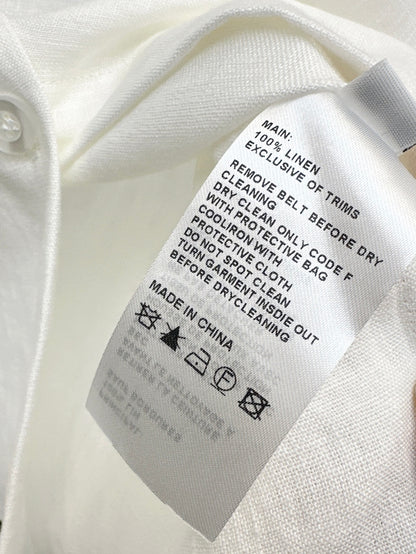 MAIN:
100% LINEN
EXCLUSIVE OF TRIMS
REMOVE BELT BEFORE DRY
CLEANING
DRY CLEAN ONLY CODE F
WITH PROTECTIVE BAG
COOLIRON WITH
PROTECTIVE CLOTH
DO NOT SPOT CLEAN
TURN GARMENT INSDIE OUT
BEFORE DRYCLEANING
MADE IN CHINA
F